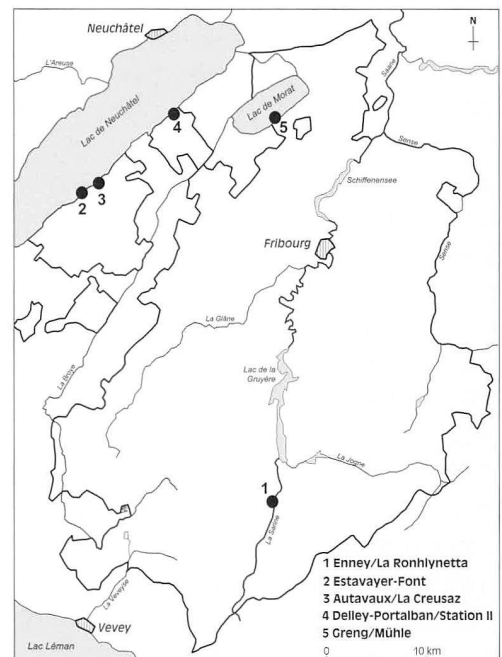 Neuchâtel
N
L'Areuse
Lac de Neuchâtel
Lac de Morat
Saane
4
5
Sense
3
2
Schiffenensee
Fribourg
Sense
La Glâne
La Broye
Lac de la
Gruyère
La Jogne
1
La Sarine
1 Enney/La Ronhlynetta
2 Estavayer-Font
3 Autavaux/La Creusaz
4 Delley-Portalban/Station II
5 Greng/Mühle
La Veveyse
Vevey
Lac Léman
0 10 km